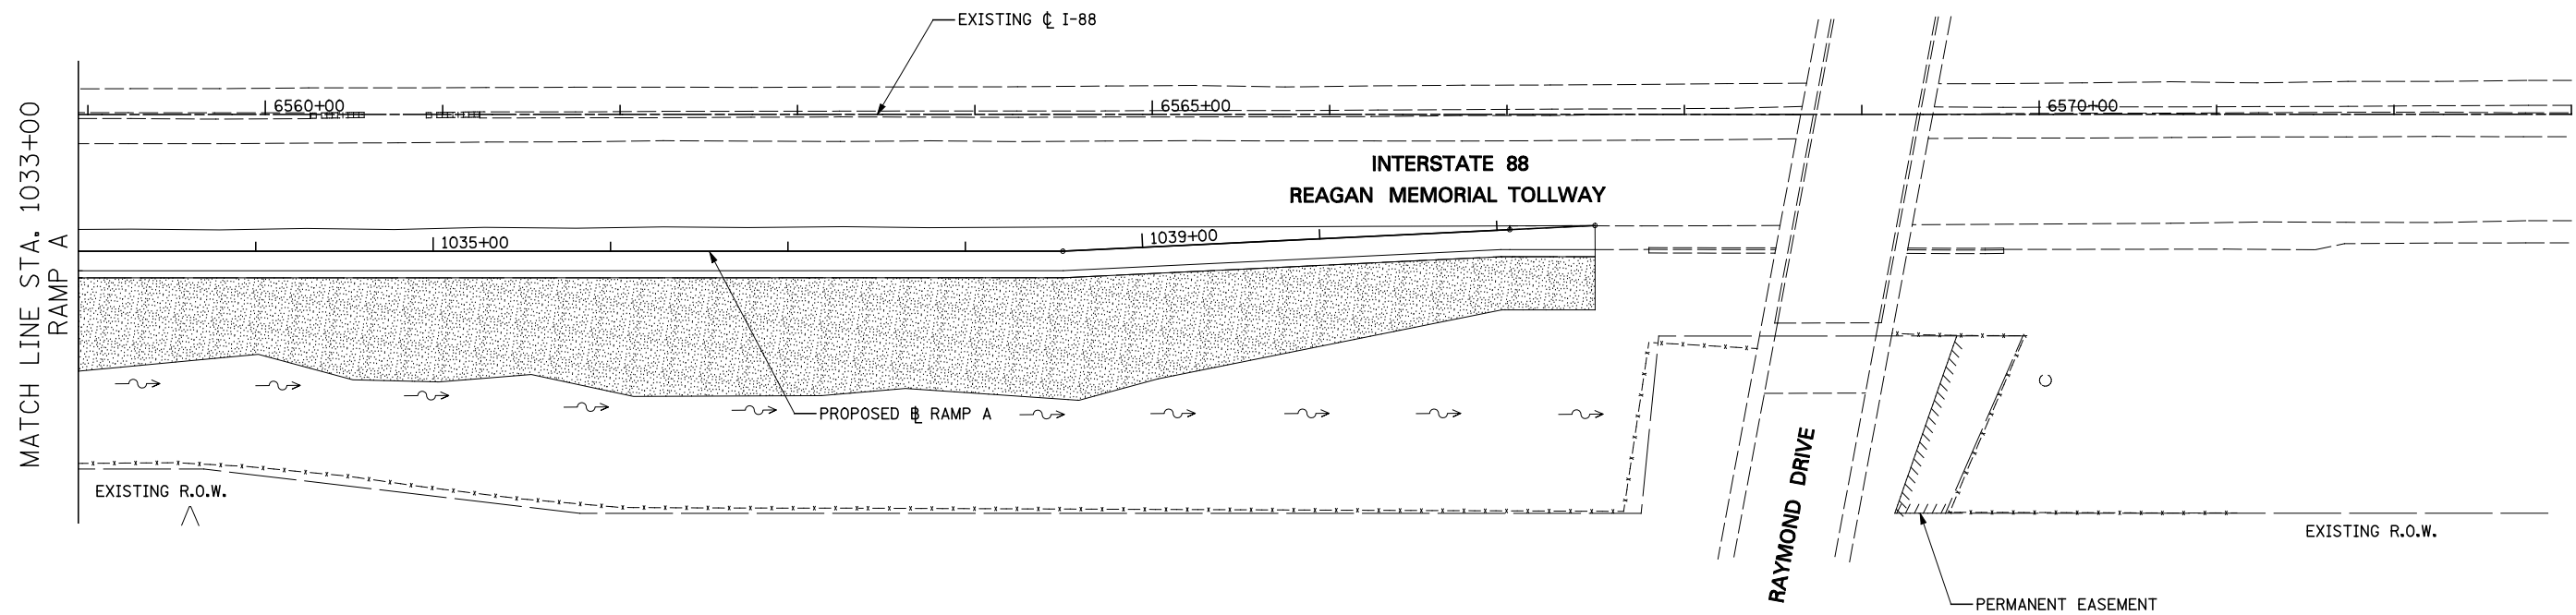 EXISTING ℄ I-88
6560+00
6565+00
6570+00
INTERSTATE 88
REAGAN MEMORIAL TOLLWAY
MATCH LINE STA. 1033+00
RAMP A
1035+00
1039+00
PROPOSED ⅊ RAMP A
EXISTING R.O.W.
RAYMOND DRIVE
EXISTING R.O.W.
PERMANENT EASEMENT